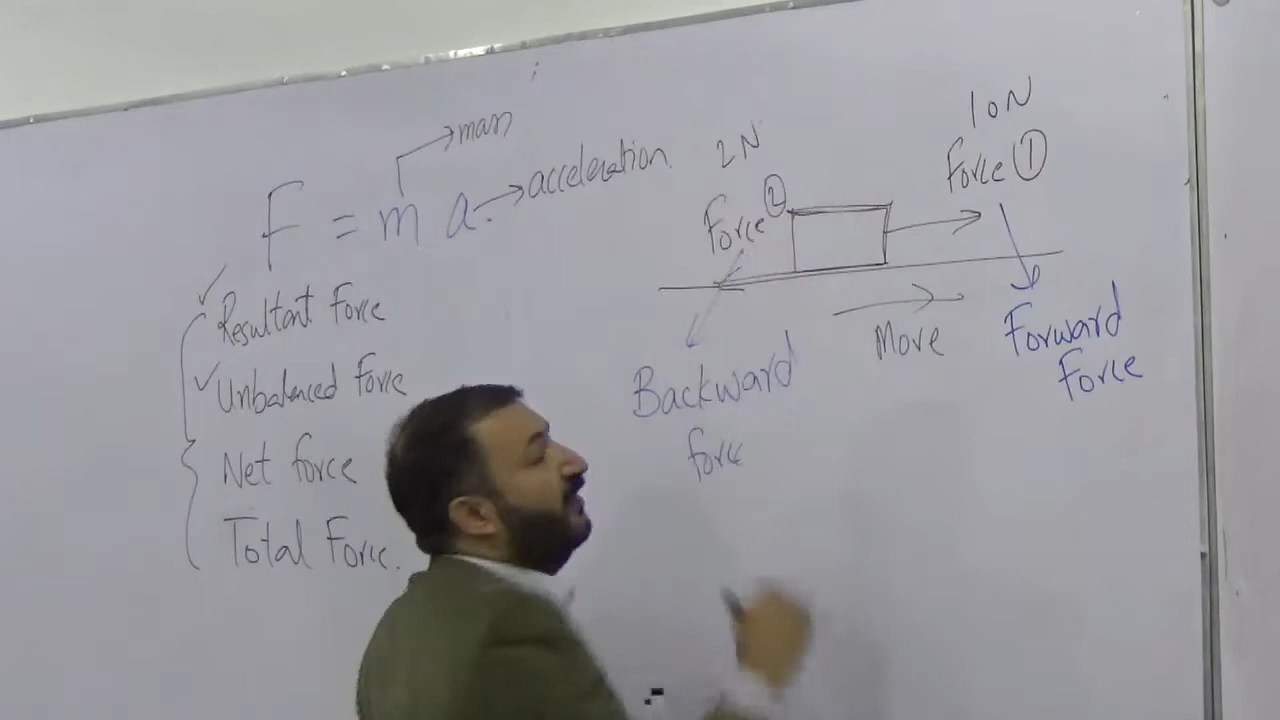 F = m a
mass
acceleration
Resultant Force
Unbalanced Force
Net force
Total Force.
2N
Force ②
10N
Force ①
Move
Backward
force
Forward
Force